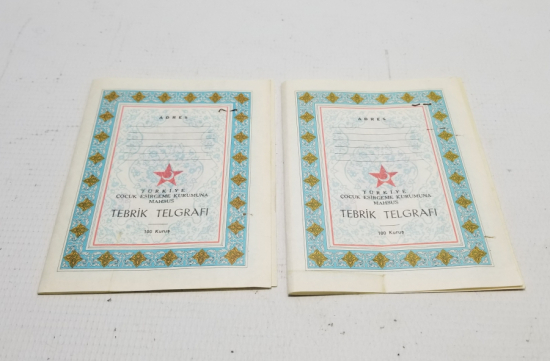 ADRES
TÜRKİYE
ÇOCUK ESİRGEME KURUMUNA
MAHSUS
TEBRİK TELGRAFI
100 Kuruş
ADRES
TÜRKİYE
ÇOCUK ESİRGEME KURUMUNA
MAHSUS
TEBRİK TELGRAFI
100 Kuruş